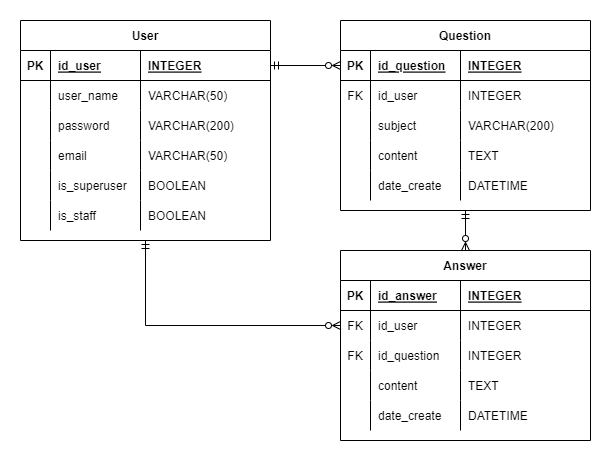 User
PK id_user INTEGER
user_name VARCHAR(50)
password VARCHAR(200)
email VARCHAR(50)
is_superuser BOOLEAN
is_staff BOOLEAN
Question
PK id_question INTEGER
FK id_user INTEGER
subject VARCHAR(200)
content TEXT
date_create DATETIME
Answer
PK id_answer INTEGER
FK id_user INTEGER
FK id_question INTEGER
content TEXT
date_create DATETIME